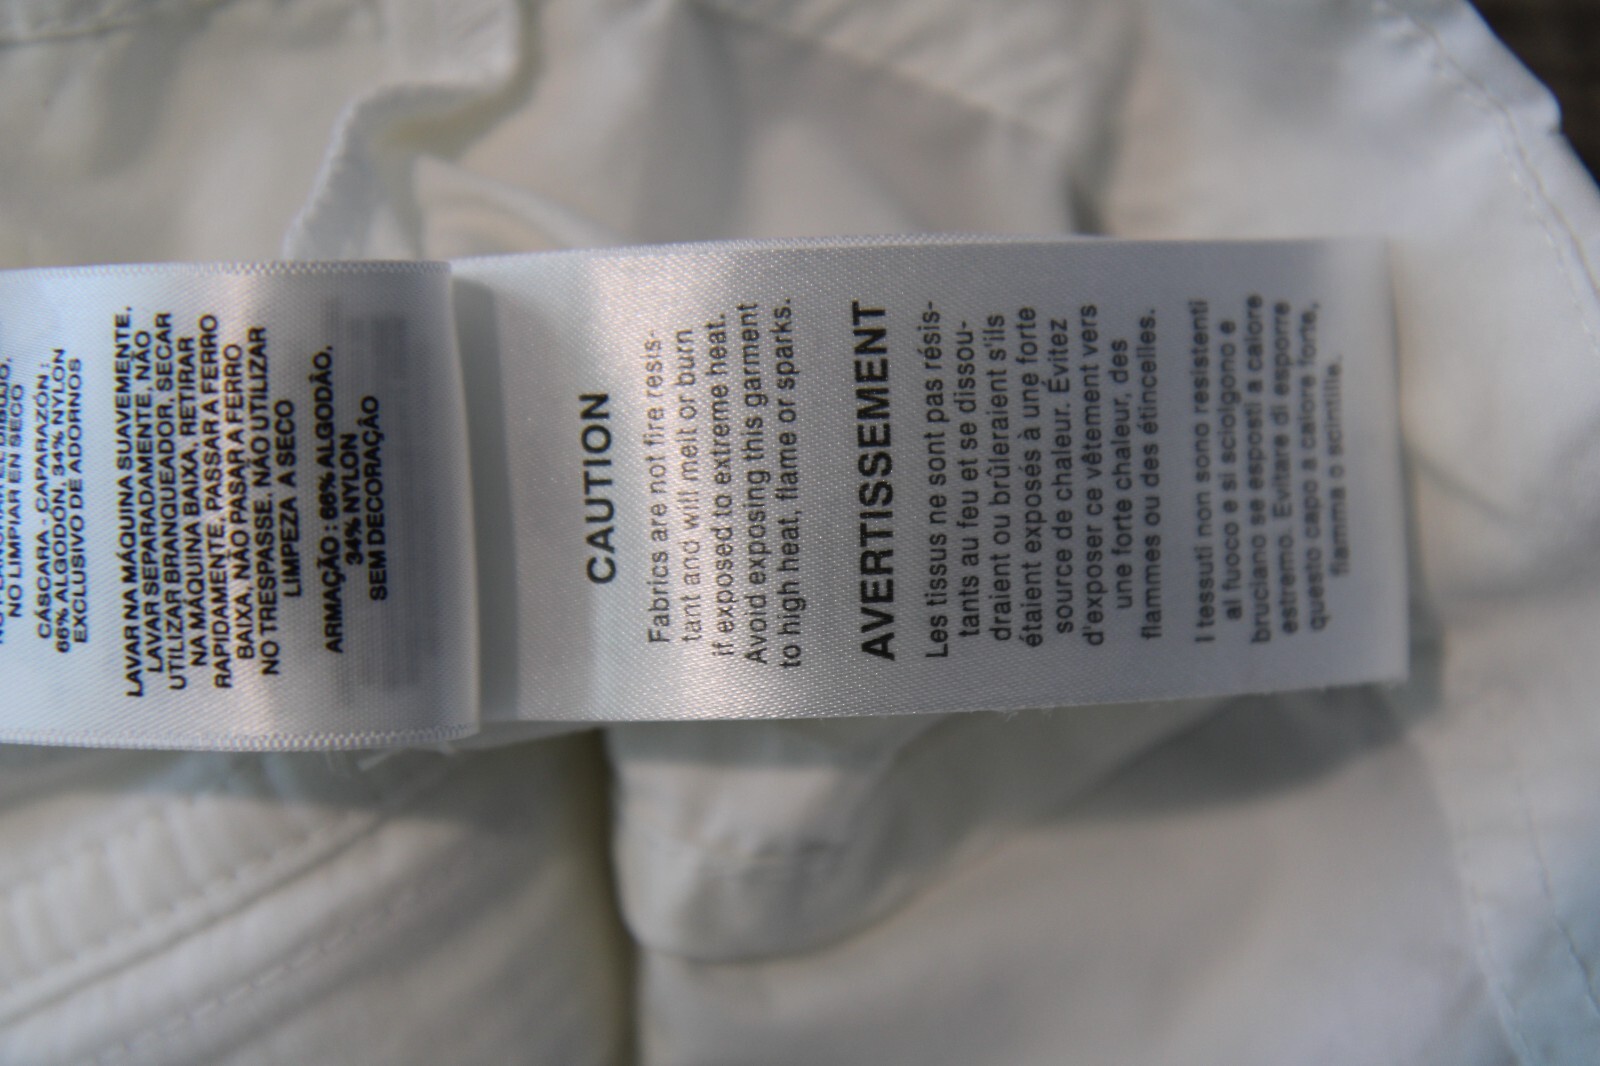 NO LIMPIAR EN SECO
CÁSCARA - CAPARAZÓN :
66% ALGODÓN, 34% NYLON
EXCLUSIVO DE ADORNOS
LAVAR NA MÁQUINA SUAVEMENTE,
LAVAR SEPARADAMENTE, NÃO
UTILIZAR BRANQUEADOR, SECAR
NA MÁQUINA BAIXA, RETIRAR
RAPIDAMENTE, PASSAR A FERRO
BAIXA, NÃO PASAR A FERRO
NO TRESPASSE. NÃO UTILIZAR
LIMPEZA A SECO
ARMAÇÃO : 66% ALGODÃO,
34% NYLON
SEM DECORAÇÃO
CAUTION
Fabrics are not fire resis-
tant and will melt or burn
if exposed to extreme heat.
Avoid exposing this garment
to high heat, flame or sparks.
AVERTISSEMENT
Les tissus ne sont pas résis-
tants au feu et se dissou-
draient ou brûleraient s'ils
étaient exposés à une forte
source de chaleur. Évitez
d'exposer ce vêtement vers
une forte chaleur, des
flammes ou des étincelles.
I tessuti non sono resistenti
al fuoco e si sciolgono e
bruciano se esposti a calore
estremo. Evitare di esporre
questo capo a calore forte,
fiamma o scintille.